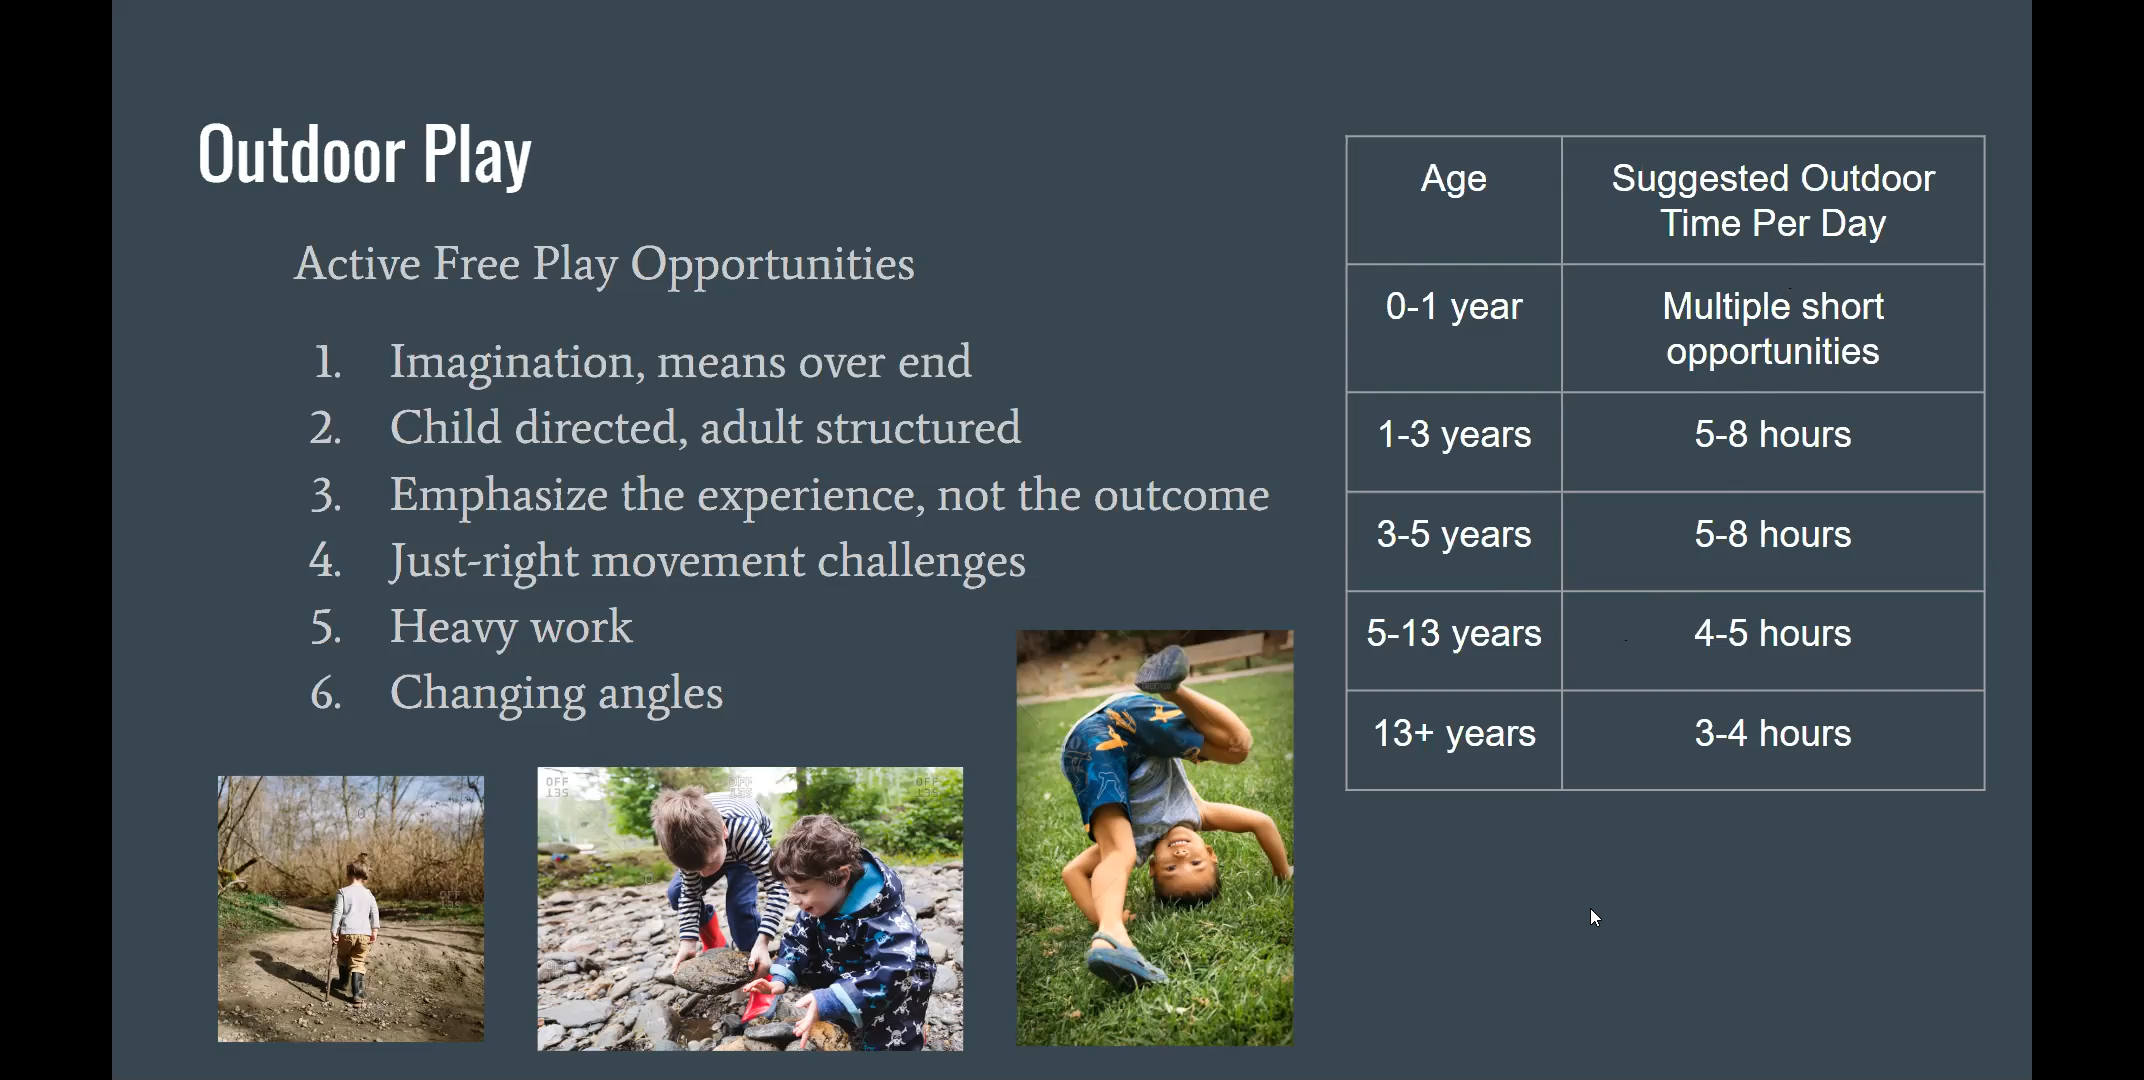 Outdoor Play
Active Free Play Opportunities
1. Imagination, means over end
2. Child directed, adult structured
3. Emphasize the experience, not the outcome
4. Just-right movement challenges
5. Heavy work
6. Changing angles
Age
Suggested Outdoor
Time Per Day
0-1 year
Multiple short
opportunities
1-3 years
5-8 hours
3-5 years
5-8 hours
5-13 years
4-5 hours
13+ years
3-4 hours
OFF
OFF
OFF